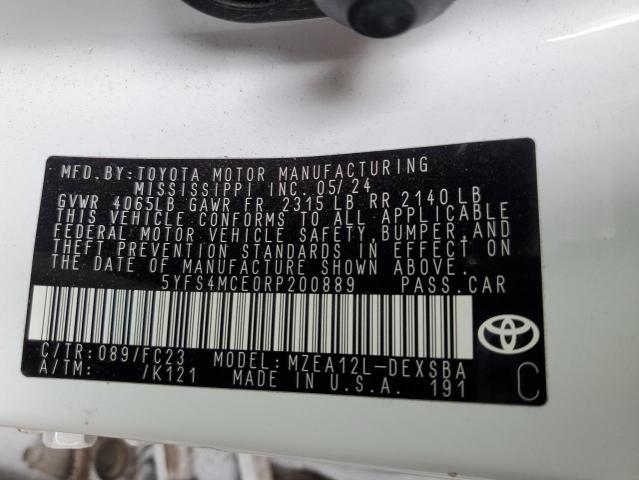 MFD.BY:TOYOTA MOTOR MANUFACTURING
MISSISSIPPI INC. 05/24
GVWR 4065LB GAWR FR 2315 LB RR 2140 LB
THIS VEHICLE CONFORMS TO ALL APPLICABLE
FEDERAL MOTOR VEHICLE SAFETY,BUMPER,AND
THEFT PREVENTION STANDARDS IN EFFECT ON
THE DATE OF MANUFACTURE SHOWN ABOVE.
5YFS4MCE0RP200889 PASS.CAR
C/TR:089/FC23 MODEL:MZEA12L-DEXSBA
A/TM: /K121 MADE IN U.S.A. 191
C